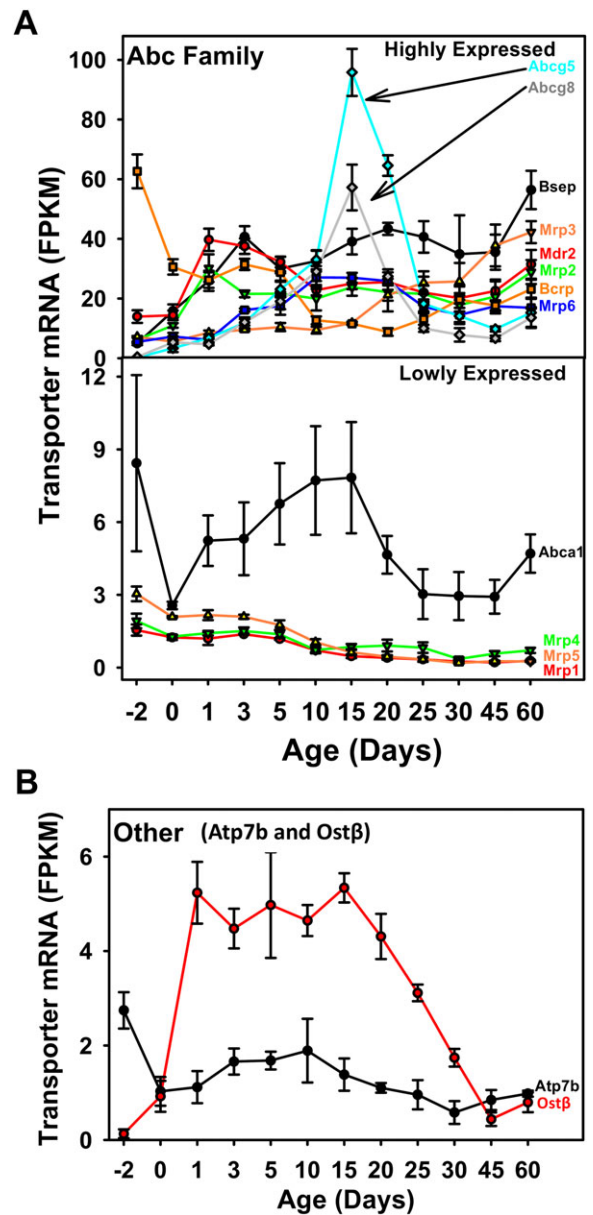 A
Abc Family
Highly Expressed
Abcg5
Abcg8
Bsep
Mrp3
Mdr2
Mrp2
Bcrp
Mrp6
100
80
60
40
20
0
Transporter mRNA (FPKM)
Lowly Expressed
12
9
6
3
0
Abca1
Mrp4
Mrp5
Mrp1
-2 0 1 3 5 10 15 20 25 30 45 60
Age (Days)
B
Other (Atp7b and Ostβ)
6
4
2
0
Transporter mRNA (FPKM)
Atp7b
Ostβ
-2 0 1 3 5 10 15 20 25 30 45 60
Age (Days)